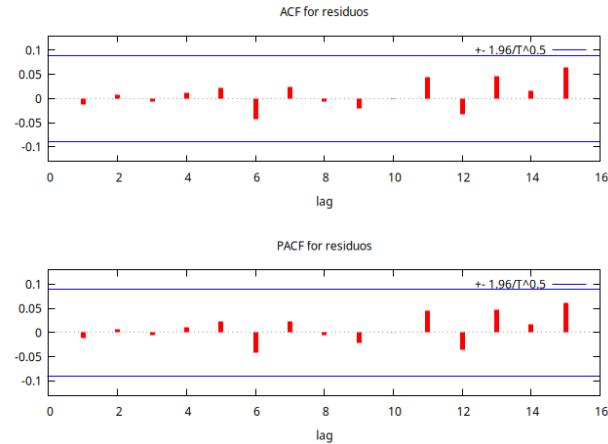 ACF for residuos
+- 1.96/T^0.5
0.1
0.05
0
-0.05
-0.1
0 2 4 6 8 10 12 14 16
lag
PACF for residuos
+- 1.96/T^0.5
0.1
0.05
0
-0.05
-0.1
0 2 4 6 8 10 12 14 16
lag